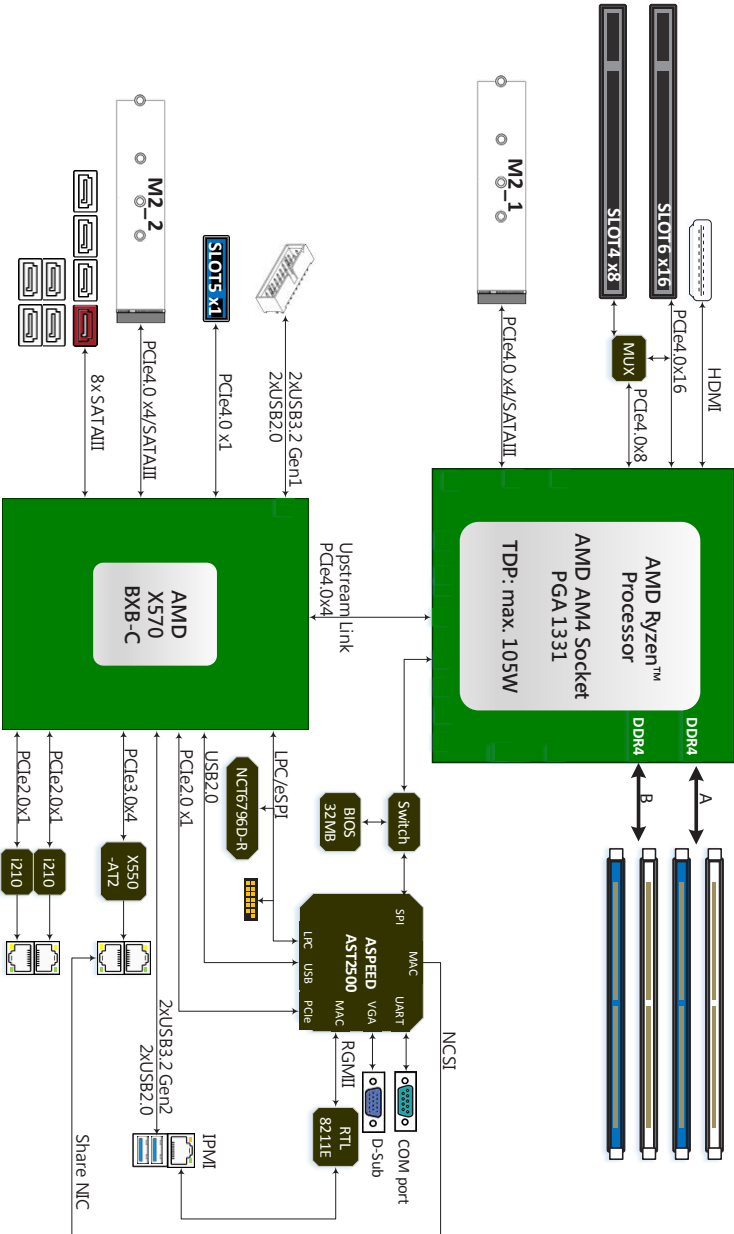 SLOT6 x16
SLOT4 x8
PCIe4.0x16
HDMI
MUX
PCIe4.0x8
M2_1
PCIe4.0 x4/SATAIII
AMD Ryzen™
Processor
AMD AM4 Socket
PGA 1331
TDP: max. 105W
DDR4
DDR4
A
B
Upstream Link
PCIe4.0x4
2xUSB3.2 Gen1
2xUSB2.0
SLOT5 x1
PCIe4.0 x1
M2_2
PCIe4.0 x4/SATAIII
8x SATAIII
AMD
X570
BXB-C
Switch
BIOS
32MB
LPC/eSPI
NCT6796D-R
USB2.0
PCIe2.0 x1
PCIe3.0x4
X550
-AT2
PCIe2.0x1
i210
PCIe2.0x1
i210
ASPEED
AST2500
SPI
MAC
LPC
USB
PCIe
MAC
VGA
UART
NCSI
RGMII
COM port
D-Sub
RTL
8211E
2xUSB3.2 Gen2
2xUSB2.0
IPMI
Share NIC